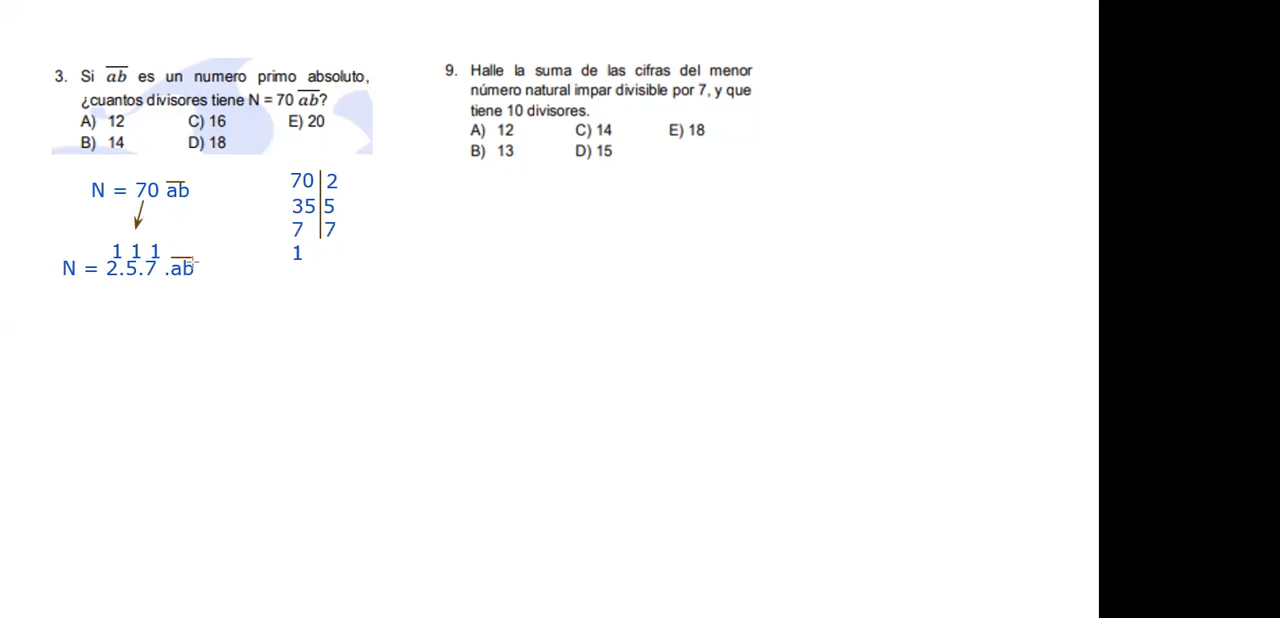 3. Si ab es un numero primo absoluto,
¿cuantos divisores tiene N = 70 ab?
A) 12 C) 16 E) 20
B) 14 D) 18
N = 70 ab
1 1 1
N = 2.5.7 .ab
70 2
35 5
7 7
1
9. Halle la suma de las cifras del menor
número natural impar divisible por 7, y que
tiene 10 divisores.
A) 12 C) 14 E) 18
B) 13 D) 15